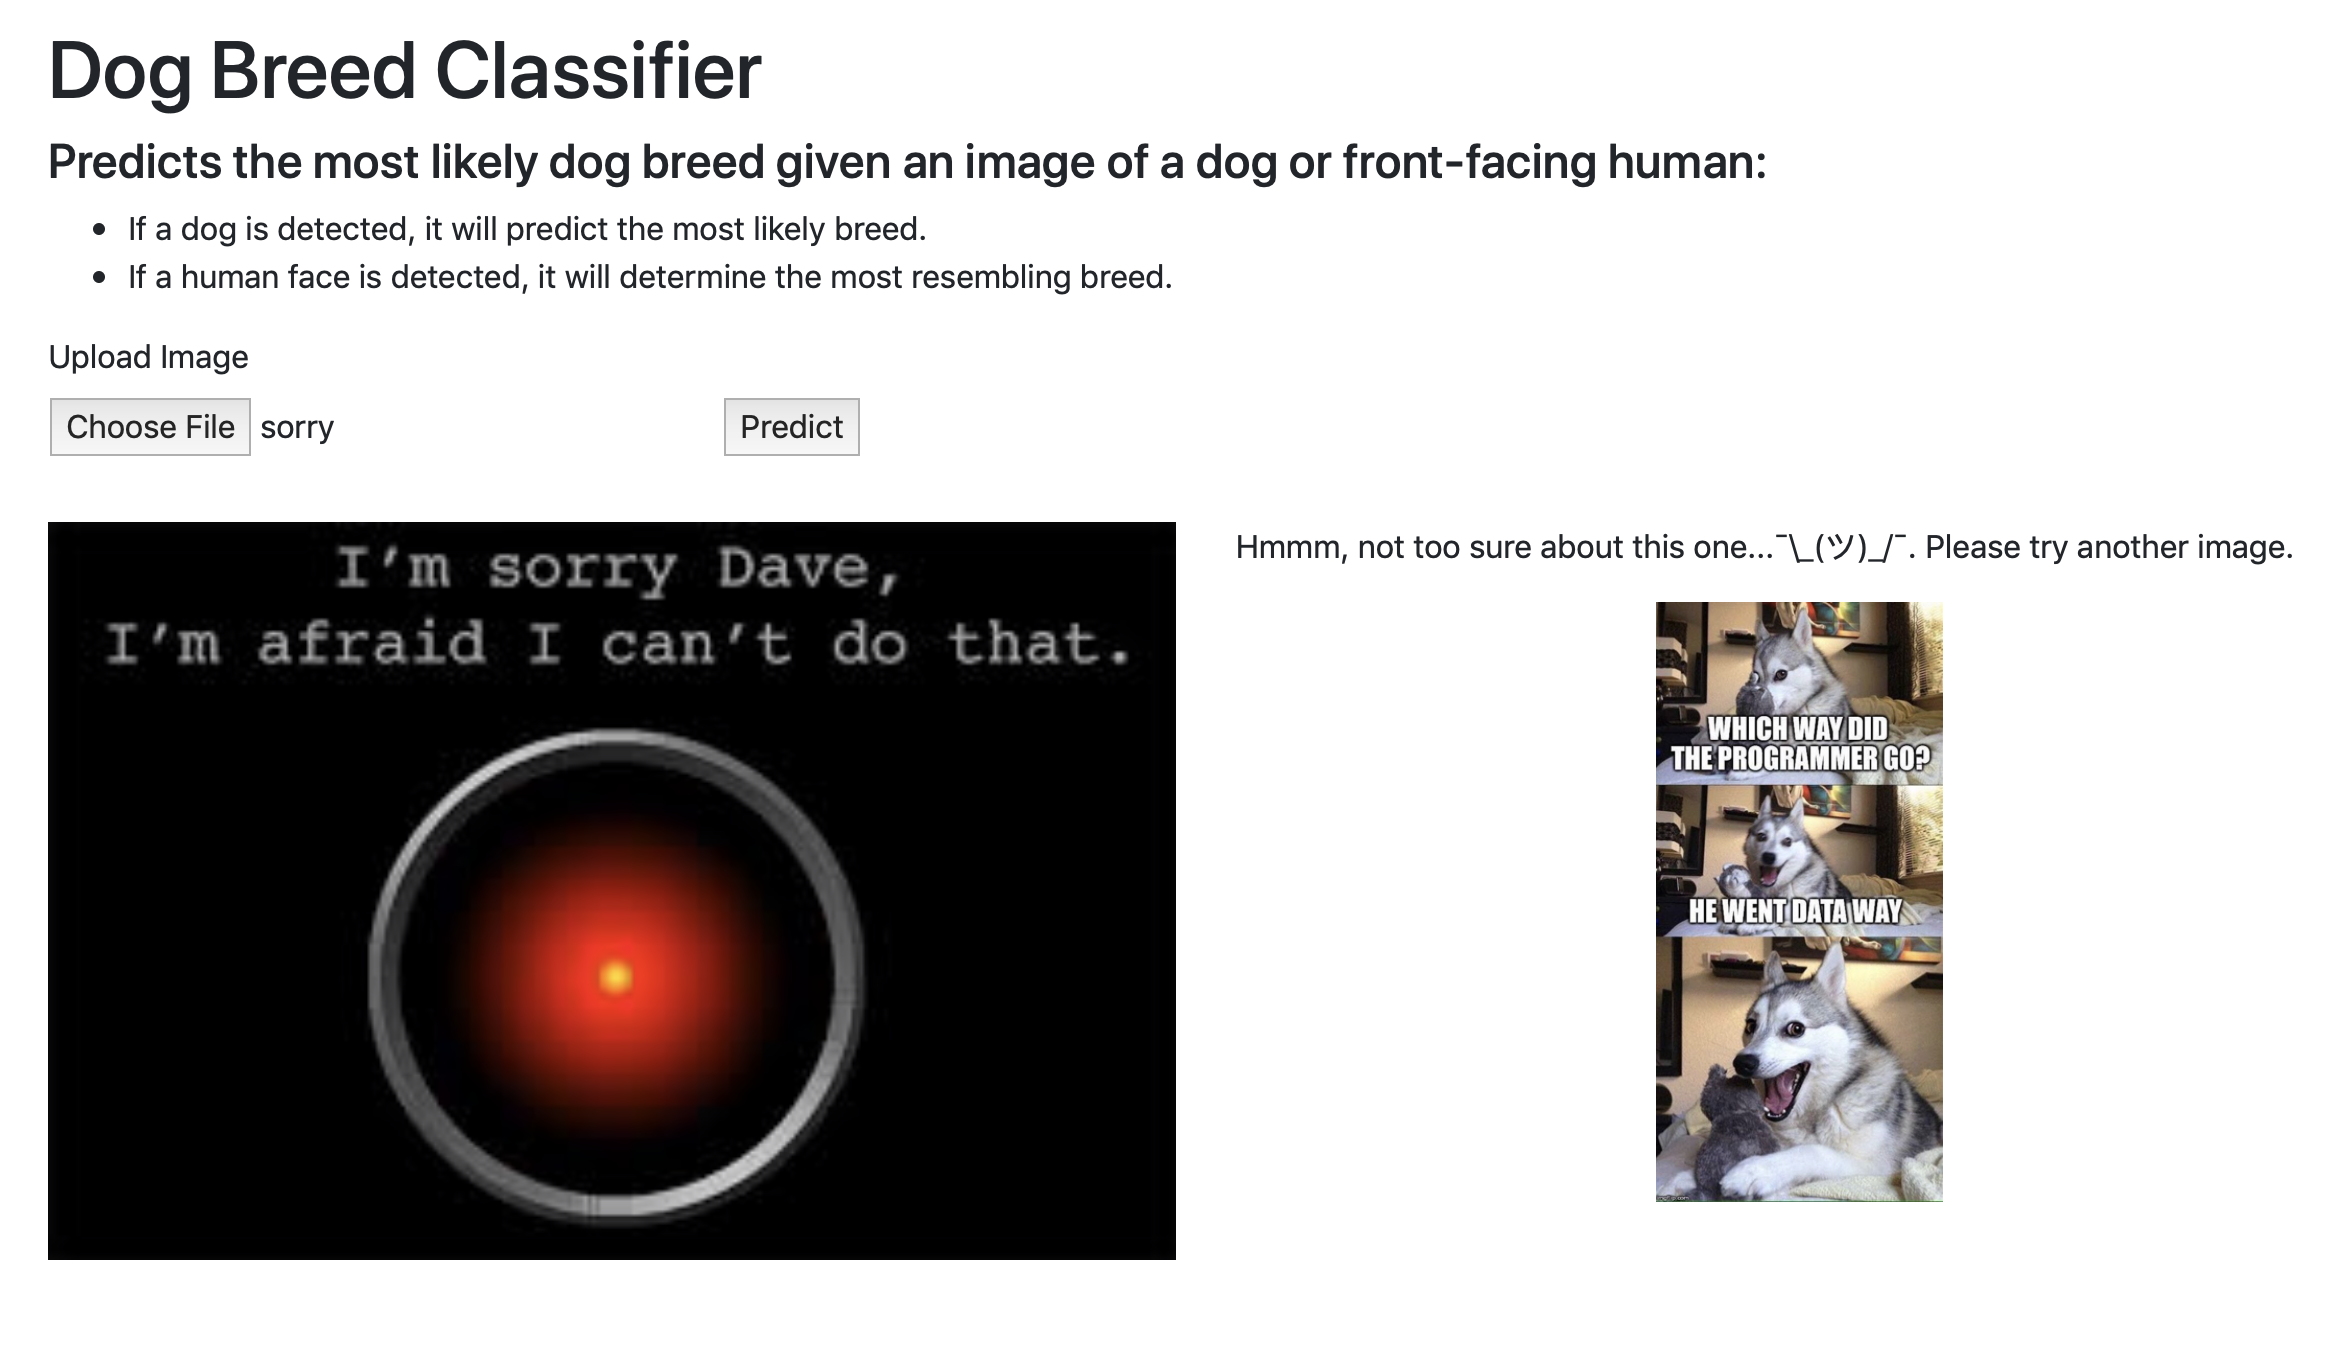 Dog Breed Classifier
Predicts the most likely dog breed given an image of a dog or front-facing human:
• If a dog is detected, it will predict the most likely breed.
• If a human face is detected, it will determine the most resembling breed.
Upload Image
Choose File sorry
Predict
I’m sorry Dave,
I’m afraid I can’t do that.
Hmmm, not too sure about this one...¯\_(ツ)_/¯. Please try another image.
WHICH WAY DID
THE PROGRAMMER GO?
HE WENT DATA WAY